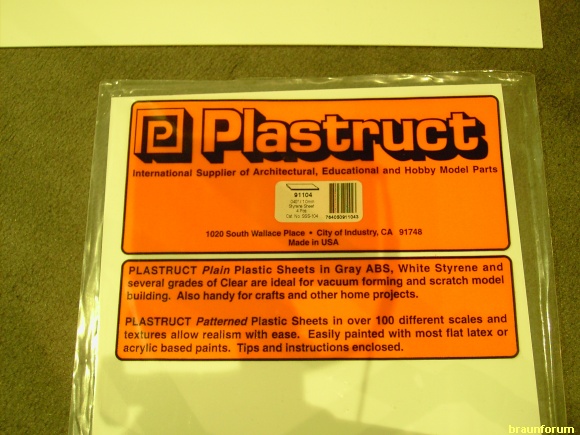 P Plastruct
International Supplier of Architectural, Educational and Hobby Model Parts
91104
Styrene Sheet
764050911043
1020 South Wallace Place • City of Industry, CA 91748
Made in USA
PLASTRUCT Plain Plastic Sheets in Gray ABS, White Styrene and
several grades of Clear are ideal for vacuum forming and scratch model
building. Also handy for crafts and other home projects.
PLASTRUCT Patterned Plastic Sheets in over 100 different scales and
textures allow realism with ease. Easily painted with most flat latex or
acrylic based paints. Tips and instructions enclosed.
braunforum